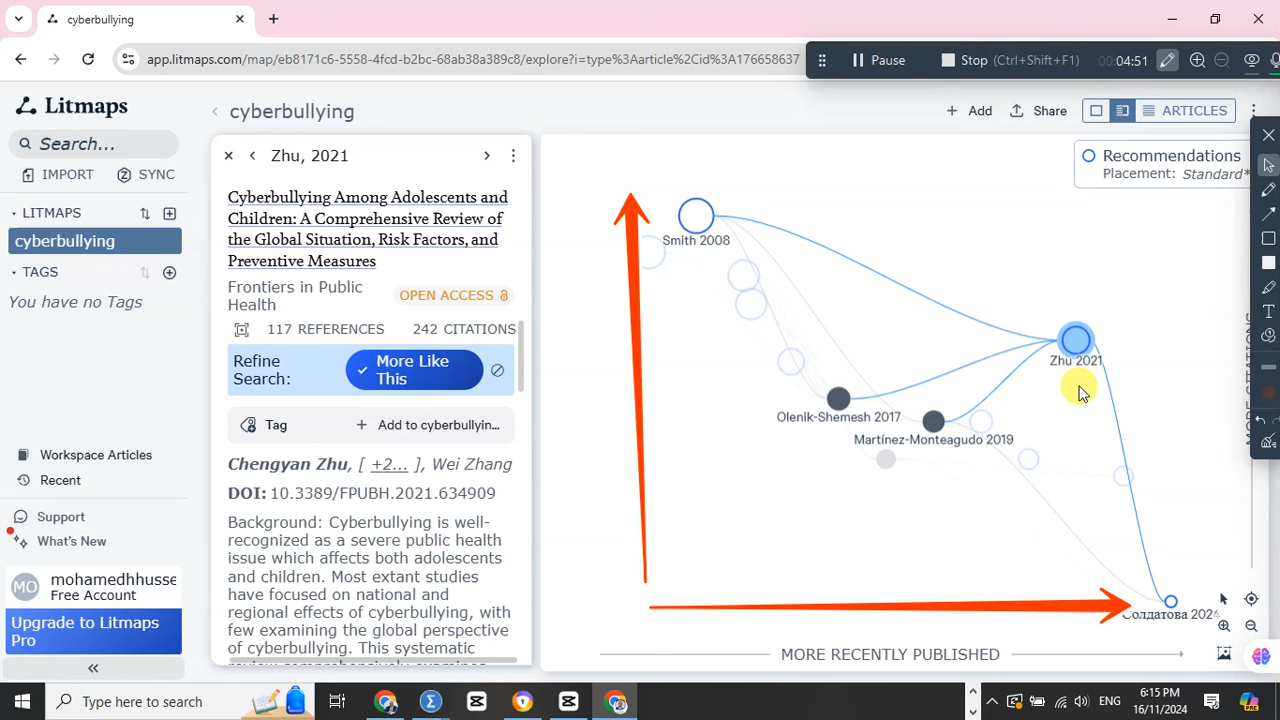 cyberbullying
app.litmaps.com/map/eb8171c6-5558-4fcd-b2bc-68ab38a389c8/explore?i=type%3Aarticle%2Cid%3A176658637
Pause
Stop (Ctrl+Shift+F1)
00:04:51
Litmaps
Search...
IMPORT
SYNC
LITMAPS
cyberbullying
TAGS
You have no Tags
Workspace Articles
Recent
Support
What's New
MO
mohamedhhusse
Free Account
Upgrade to Litmaps
Pro
cyberbullying
Add
Share
ARTICLES
Zhu, 2021
Cyberbullying Among Adolescents and
Children: A Comprehensive Review of
the Global Situation, Risk Factors, and
Preventive Measures
Frontiers in Public
Health
OPEN ACCESS
117 REFERENCES
242 CITATIONS
Refine
Search:
More Like
This
Tag
Add to cyberbullyin...
Chengyan Zhu, [ +2... ], Wei Zhang
DOI: 10.3389/FPUBH.2021.634909
Background: Cyberbullying is well-
recognized as a severe public health
issue which affects both adolescents
and children. Most extant studies
have focused on national and
regional effects of cyberbullying, with
few examining the global perspective
of cyberbullying. This systematic
Recommendations
Placement: Standard*
Smith 2008
Zhu 2021
Olenik-Shemesh 2017
Martínez-Monteagudo 2019
Солдатова 202
MORE RECENTLY PUBLISHED
Type here to search
ENG
6:15 PM
16/11/2024
PRE